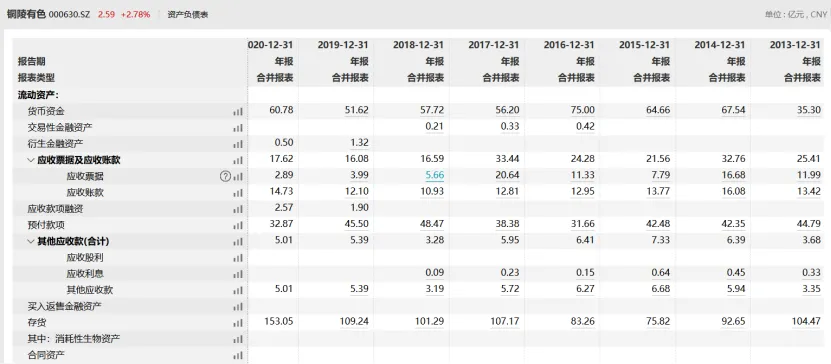 铜陵有色 000630.SZ 2.59 +2.78% 资产负债表 单位 : 亿元 , CNY
020-12-31 2019-12-31 2018-12-31 2017-12-31 2016-12-31 2015-12-31 2014-12-31 2013-12-31
报告期 年报 年报 年报 年报 年报 年报 年报 年报
报表类型 合并报表 合并报表 合并报表 合并报表 合并报表 合并报表 合并报表 合并报表
流动资产：
货币资金 60.78 51.62 57.72 56.20 75.00 64.66 67.54 35.30
交易性金融资产 0.21 0.33 0.42
衍生金融资产 0.50 1.32
应收票据及应收账款 17.62 16.08 16.59 33.44 24.28 21.56 32.76 25.41
应收票据 ? 2.89 3.99 5.66 20.64 11.33 7.79 16.68 11.99
应收账款 14.73 12.10 10.93 12.81 12.95 13.77 16.08 13.42
应收款项融资 2.57 1.90
预付款项 32.87 45.50 48.47 38.38 31.66 42.48 42.35 44.79
其他应收款(合计) 5.01 5.39 3.28 5.95 6.41 7.33 6.39 3.68
应收股利
应收利息 0.09 0.23 0.15 0.64 0.45 0.33
其他应收款 5.01 5.39 3.19 5.72 6.27 6.68 5.94 3.35
买入返售金融资产
存货 153.05 109.24 101.29 107.17 83.26 75.82 92.65 104.47
其中：消耗性生物资产
合同资产